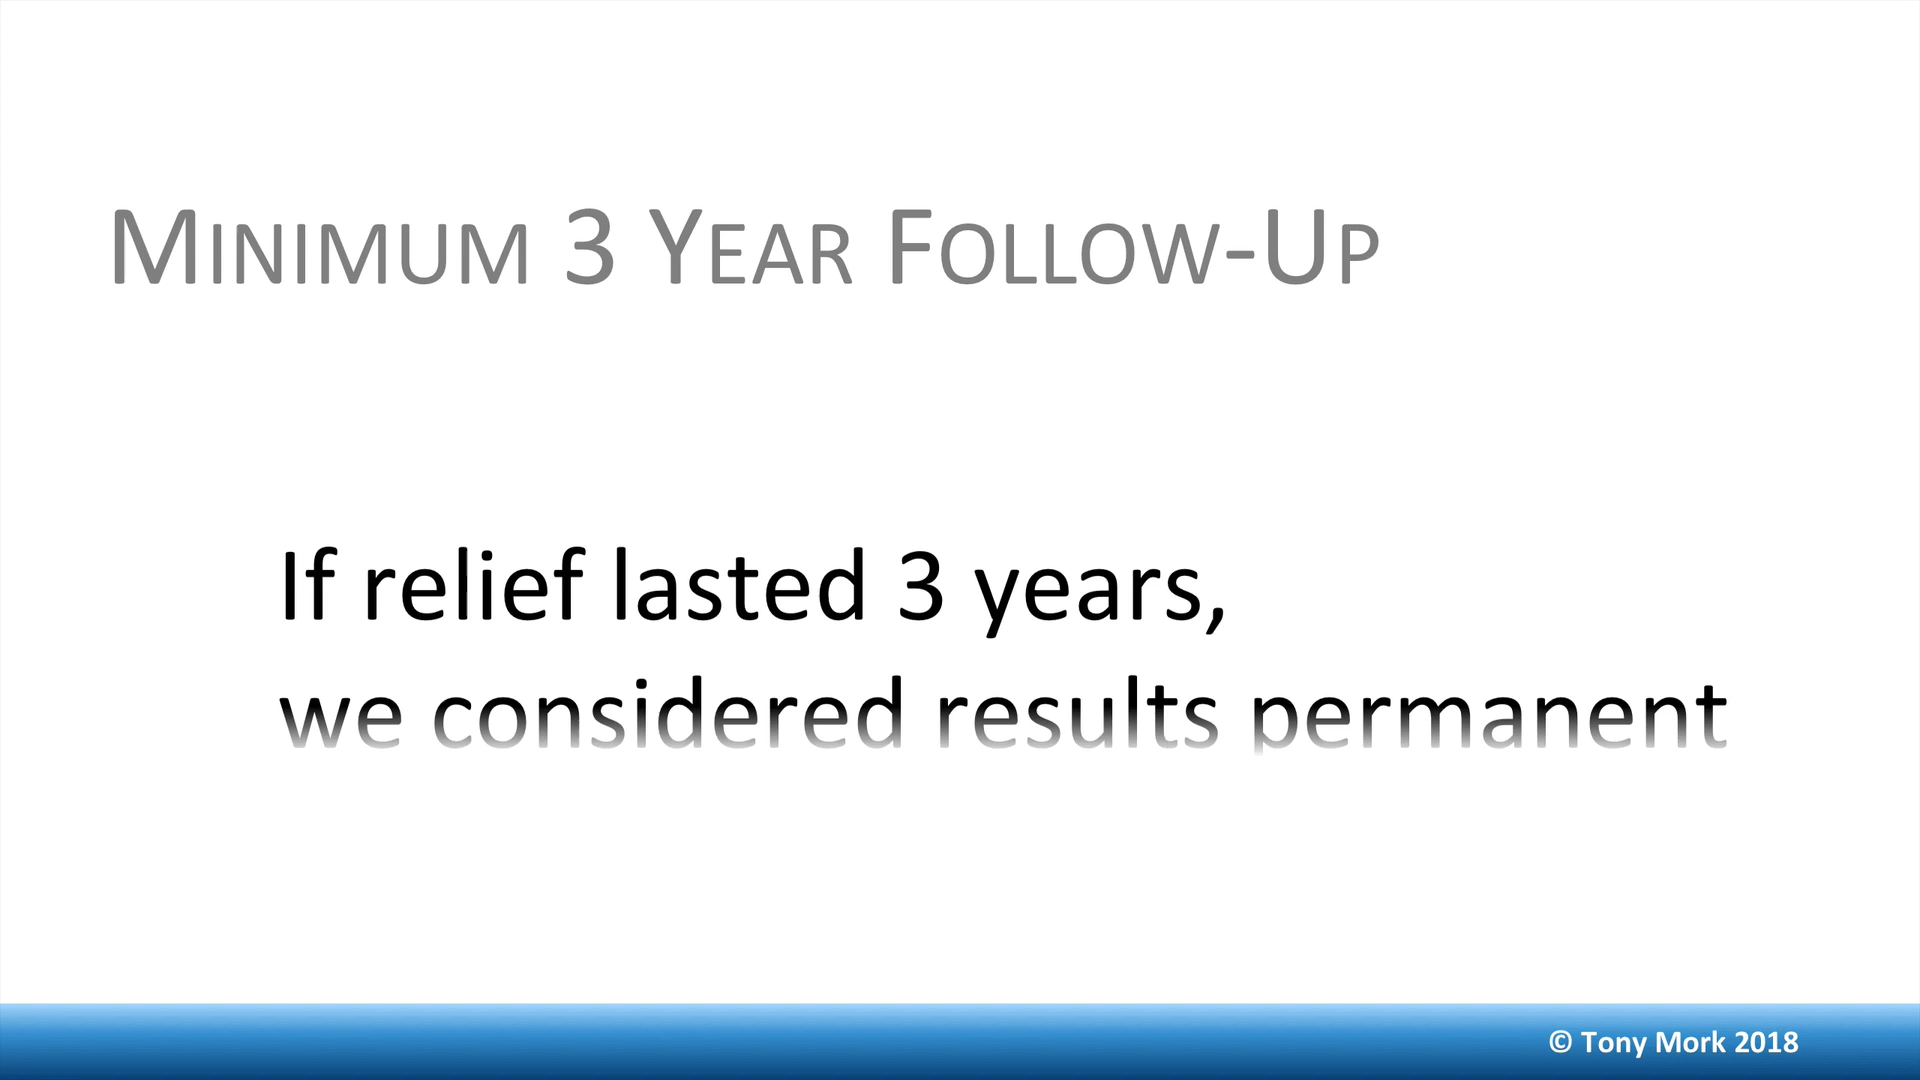 Minimum 3 Year Follow-Up
If relief lasted 3 years,
we considered results permanent
© Tony Mork 2018